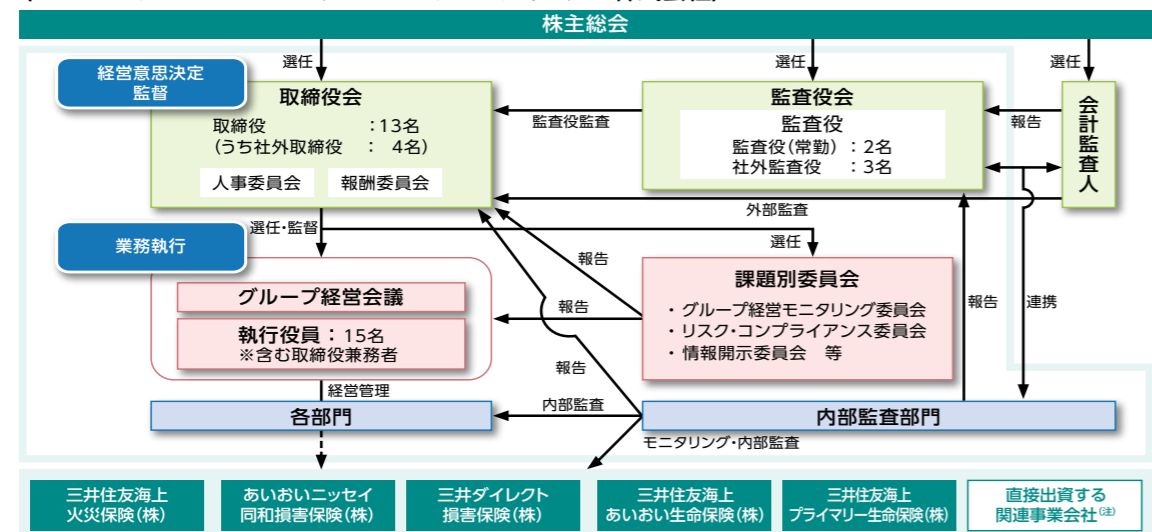 株主総会
選任
選任
選任
経営意思決定
監督
取締役会
取締役 :13名
(うち社外取締役 : 4名)
人事委員会
報酬委員会
監査役監査
監査役会
監査役
監査役(常勤) : 2名
社外監査役 : 3名
報告
会計監査人
外部監査
選任・監督
選任
業務執行
グループ経営会議
執行役員:15名
※含む取締役兼務者
報告
報告
報告
課題別委員会
・グループ経営モニタリング委員会
・リスク・コンプライアンス委員会
・情報開示委員会 等
報告
連携
経営管理
各部門
内部監査
内部監査部門
モニタリング・内部監査
三井住友海上
火災保険(株)
あいおいニッセイ
同和損害保険(株)
三井ダイレクト
損害保険(株)
三井住友海上
あいおい生命保険(株)
三井住友海上
プライマリー生命保険(株)
直接出資する
関連事業会社(注)